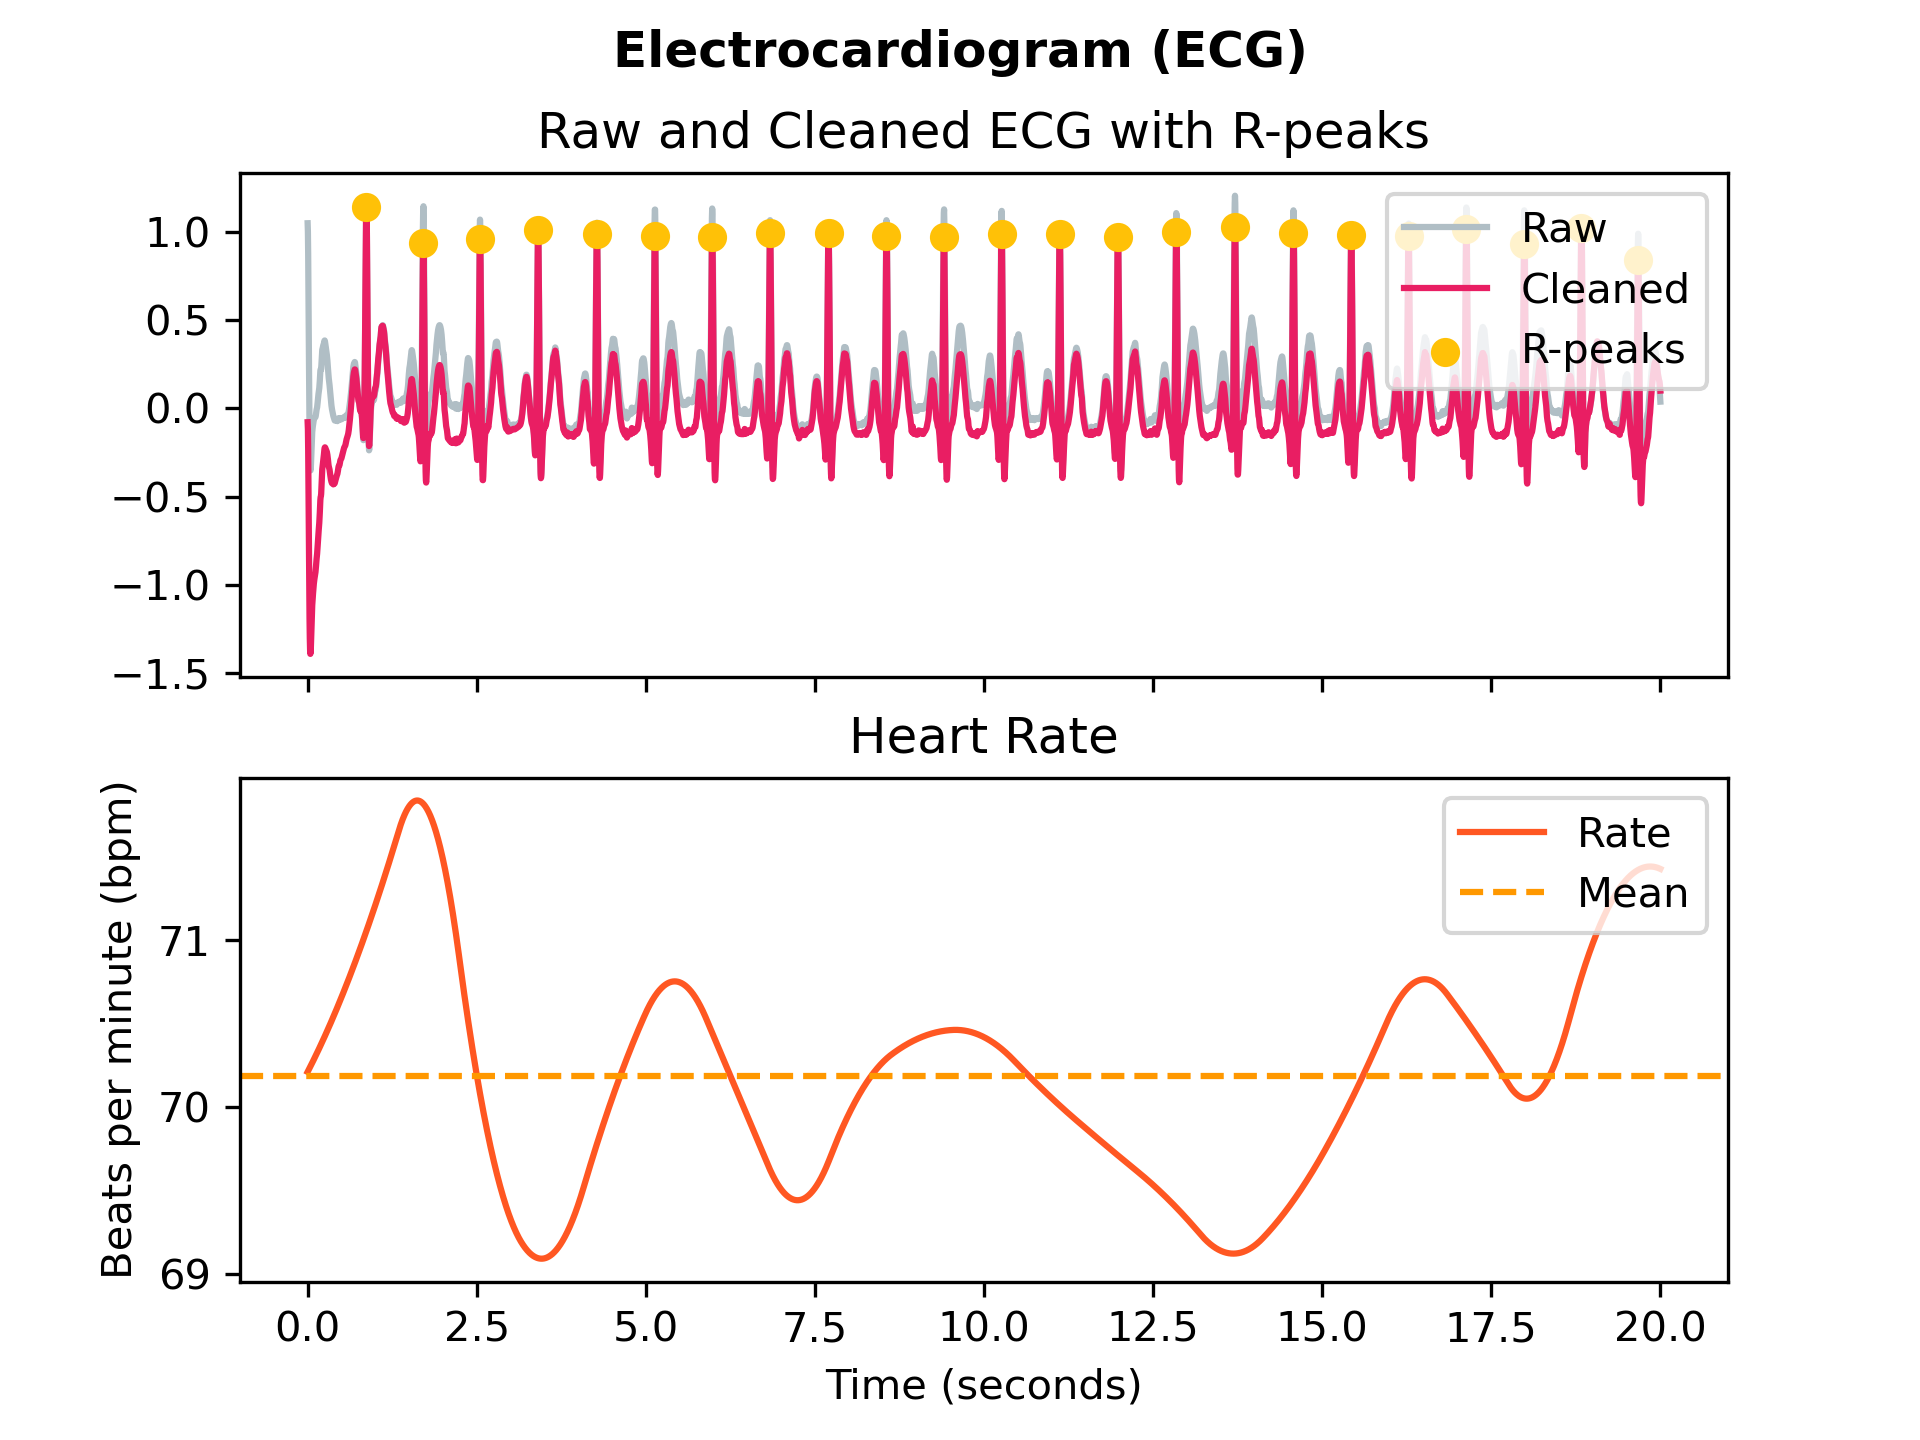 Electrocardiogram (ECG)
Raw and Cleaned ECG with R-peaks
1.0
0.5
0.0
−0.5
−1.0
−1.5
Raw
Cleaned
R-peaks
Heart Rate
Beats per minute (bpm)
71
70
69
Rate
Mean
0.0 2.5 5.0 7.5 10.0 12.5 15.0 17.5 20.0
Time (seconds)